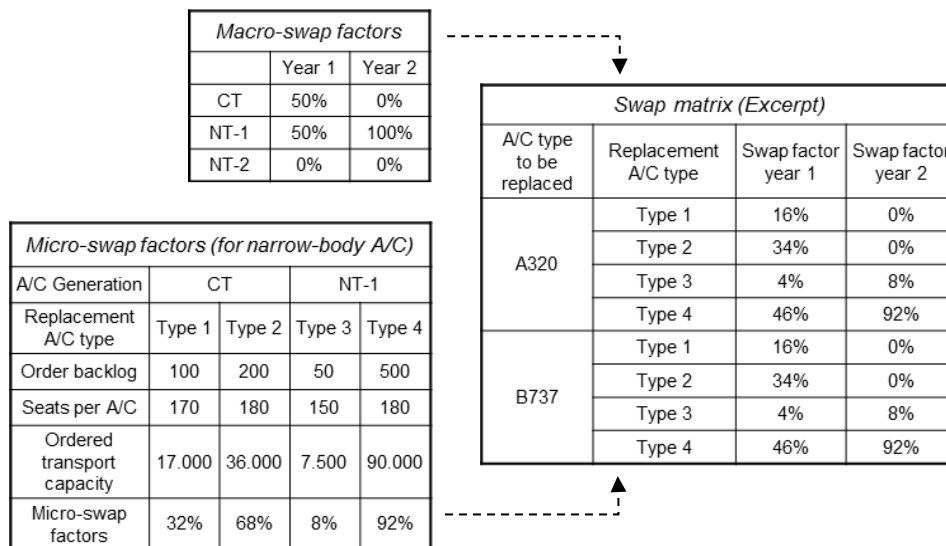 Macro-swap factors
Year 1 Year 2
CT 50% 0%
NT-1 50% 100%
NT-2 0% 0%
Micro-swap factors (for narrow-body A/C)
A/C Generation CT NT-1
Replacement
A/C type Type 1 Type 2 Type 3 Type 4
Order backlog 100 200 50 500
Seats per A/C 170 180 150 180
Ordered
transport
capacity 17.000 36.000 7.500 90.000
Micro-swap
factors 32% 68% 8% 92%
Swap matrix (Excerpt)
A/C type
to be
replaced
Replacement
A/C type
Swap factor
year 1
Swap factor
year 2
A320
Type 1 16% 0%
Type 2 34% 0%
Type 3 4% 8%
Type 4 46% 92%
B737
Type 1 16% 0%
Type 2 34% 0%
Type 3 4% 8%
Type 4 46% 92%